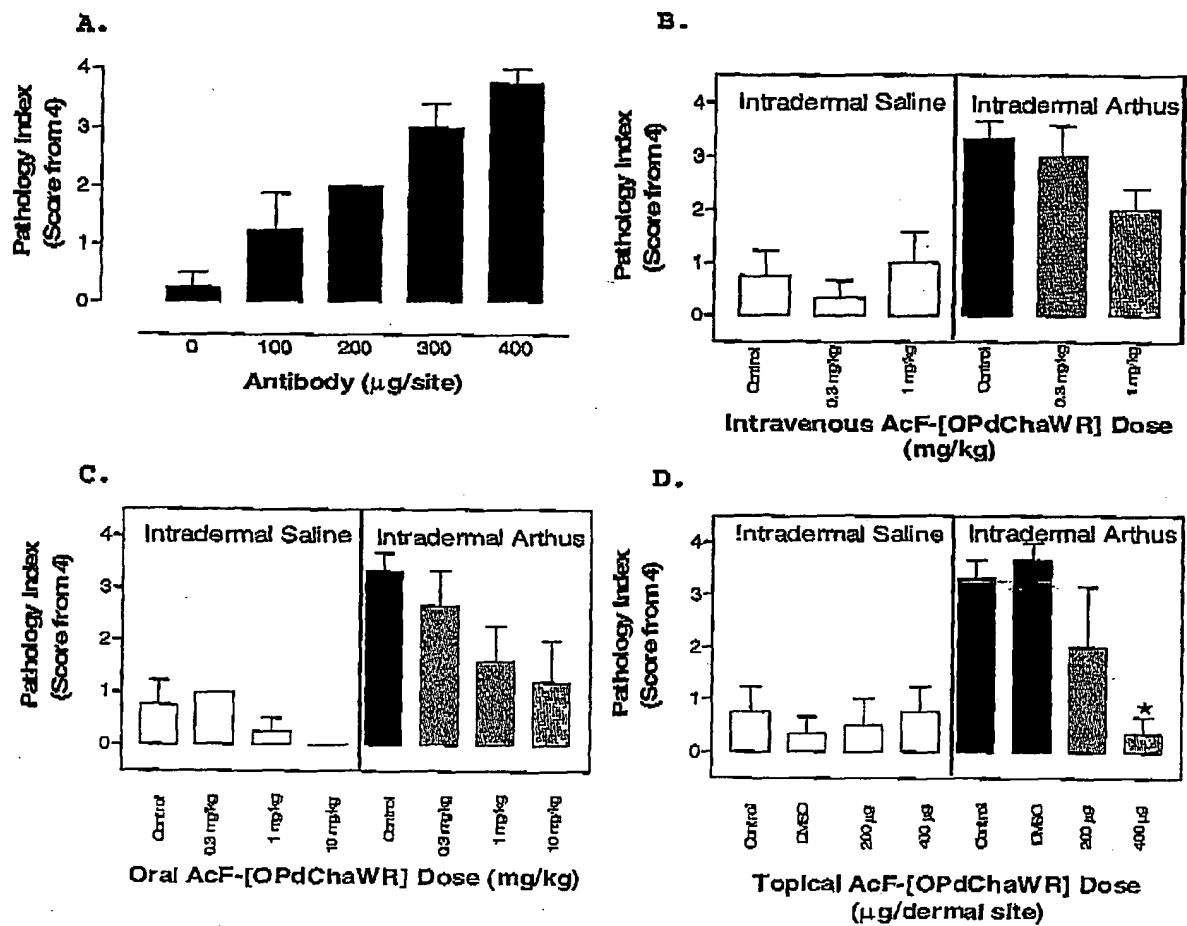 A.
Pathology Index
(Score from 4)
4
3
2
1
0
0 100 200 300 400
Antibody (µg/site)
B.
Pathology Index
(Score from 4)
4
3
2
1
0
Intradermal Saline
Intradermal Arthus
Control
0.3 mg/kg
1 mg/kg
Control
0.3 mg/kg
1 mg/kg
Intravenous AcF-[OPdChaWR] Dose
(mg/kg)
C.
Pathology Index
(Score from 4)
4
3
2
1
0
Intradermal Saline
Intradermal Arthus
Control
0.3 mg/kg
1 mg/kg
10 mg/kg
Control
0.3 mg/kg
1 mg/kg
10 mg/kg
Oral AcF-[OPdChaWR] Dose (mg/kg)
D.
Pathology Index
(Score from 4)
4
3
2
1
0
Intradermal Saline
Intradermal Arthus
*
Control
DMSO
200 µg
400 µg
Control
DMSO
200 µg
400 µg
Topical AcF-[OPdChaWR] Dose
(µg/dermal site)